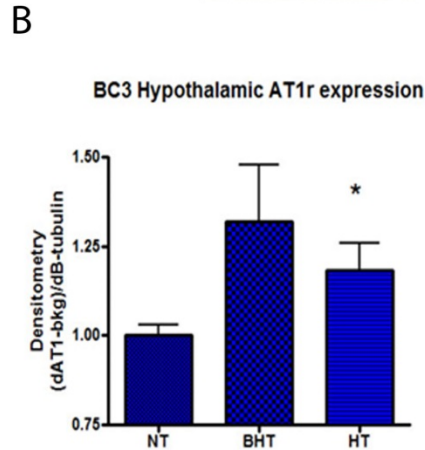 B
BC3 Hypothalamic AT1r expression
Densitometry
(dAT1-bkg)/dB-tubulin
1.50
1.25
1.00
0.75
*
NT BHT HT